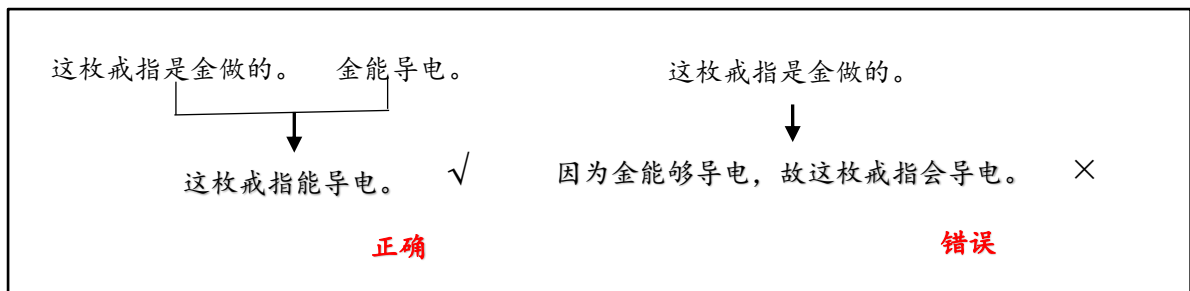 这枚戒指是金做的。 金能导电。
这枚戒指是金做的。
这枚戒指能导电。 √
因为金能够导电，故这枚戒指会导电。 ×
正确
错误